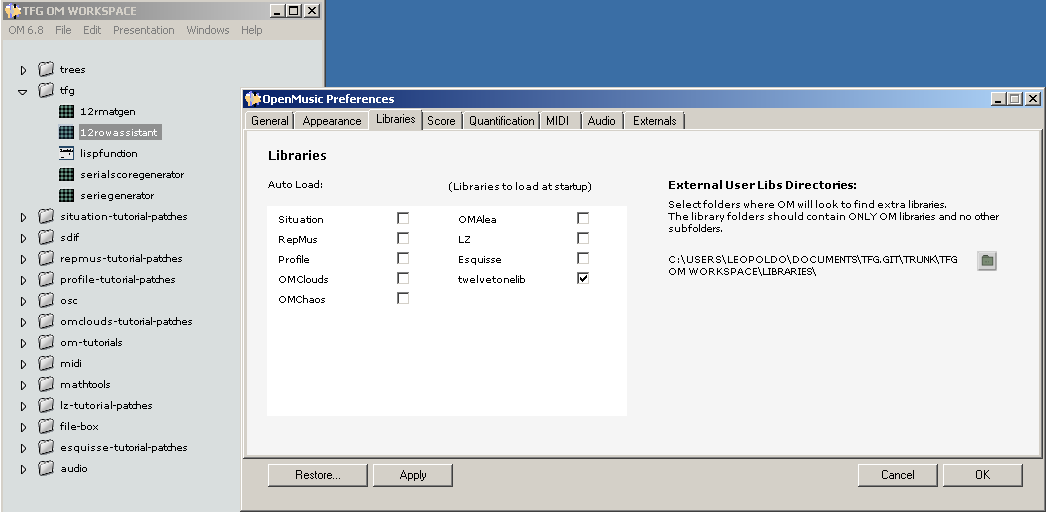 TFG OM WORKSPACE
OM 6.8 File Edit Presentation Windows Help
trees
tfg
12rmatgen
12rowassistant
lispfunction
serialscoregenerator
seriegenerator
situation-tutorial-patches
sdif
repmus-tutorial-patches
profile-tutorial-patches
osc
omclouds-tutorial-patches
om-tutorials
midi
mathtools
lz-tutorial-patches
file-box
esquisse-tutorial-patches
audio
OpenMusic Preferences
General Appearance Libraries Score Quantification MIDI Audio Externals
Libraries
Auto Load: (Libraries to load at startup)
Situation OMAlea
RepMus LZ
Profile Esquisse
OMClouds twelvetonelib
OMChaos
External User Libs Directories:
Select folders where OM will look to find extra libraries.
The library folders should contain ONLY OM libraries and no other
subfolders.
C:\USERS\LEOPOLDO\DOCUMENTS\TFG.GIT\TRUNK\TFG
OM WORKSPACE\LIBRARIES\
Restore... Apply Cancel OK